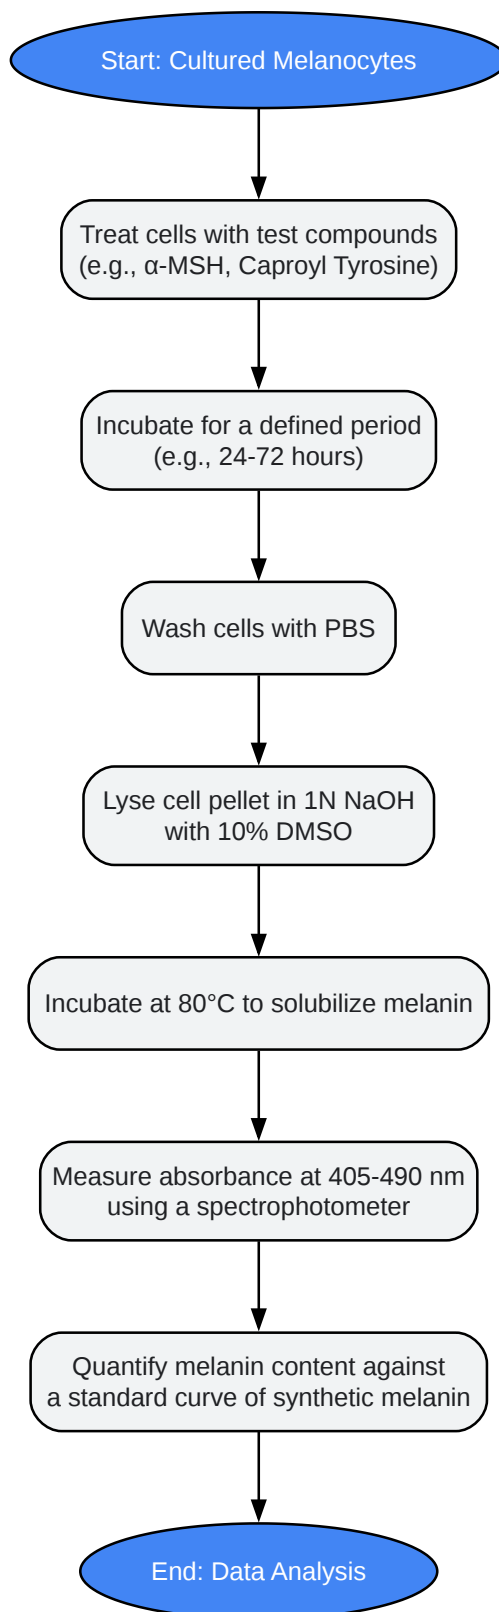 Start: Cultured Melanocytes
Treat cells with test compounds
(e.g., α-MSH, Caproyl Tyrosine)
Incubate for a defined period
(e.g., 24-72 hours)
Wash cells with PBS
Lyse cell pellet in 1N NaOH
with 10% DMSO
Incubate at 80°C to solubilize melanin
Measure absorbance at 405-490 nm
using a spectrophotometer
Quantify melanin content against
a standard curve of synthetic melanin
End: Data Analysis